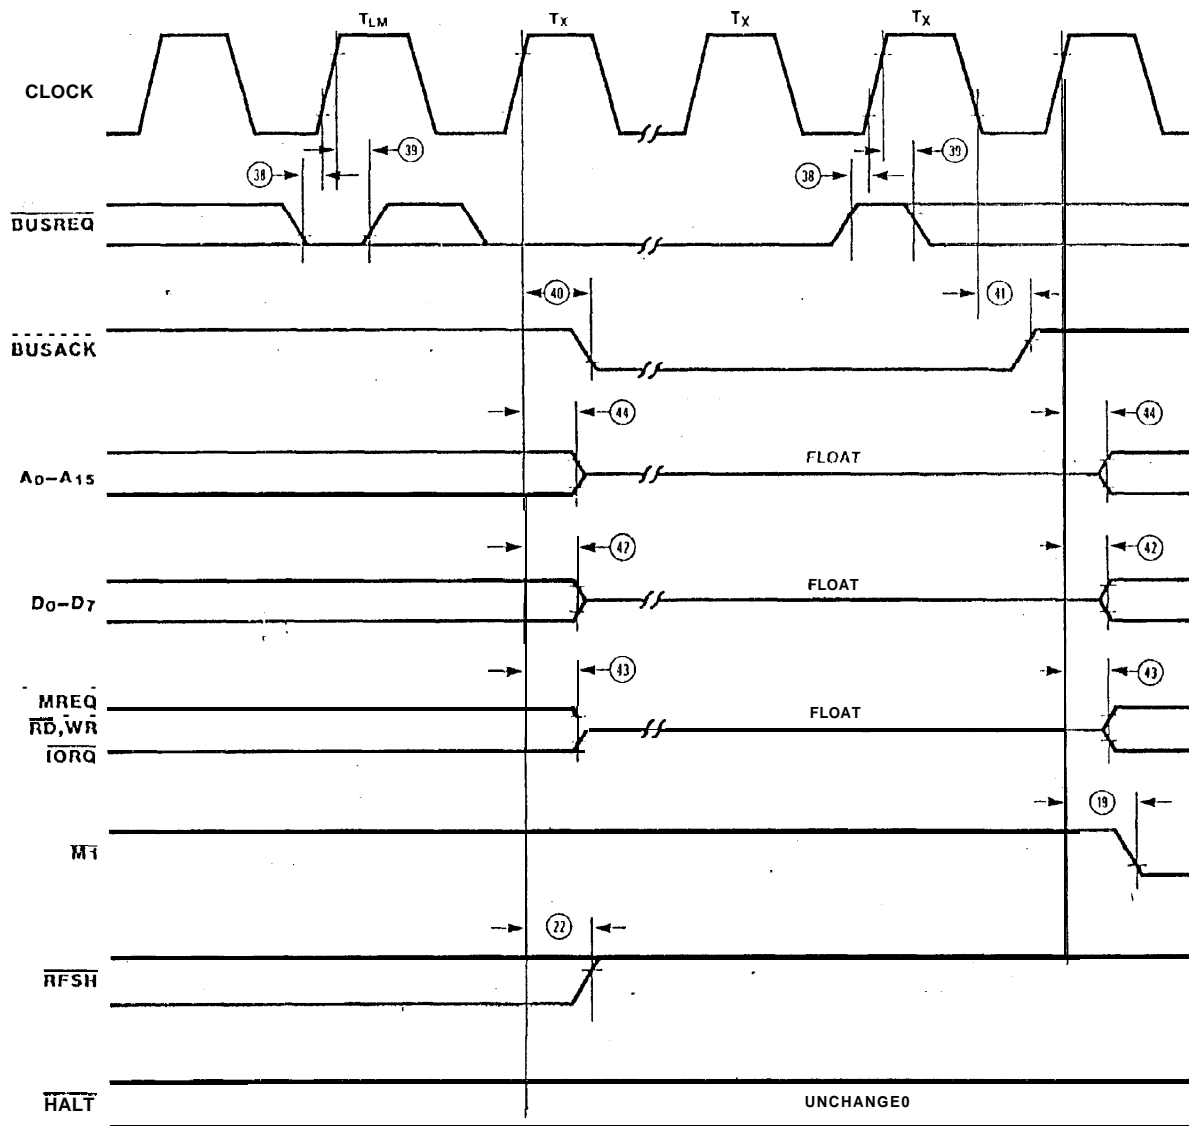 TLM TX TX TX
CLOCK
39 39
38 38
BUSREQ
40 41
BUSACK
44 44
A0–A15 FLOAT
42 42
D0–D7 FLOAT
43 43
MREQ
RD, WR FLOAT
IORQ
19
M1
22
RFSH
HALT UNCHANGE0